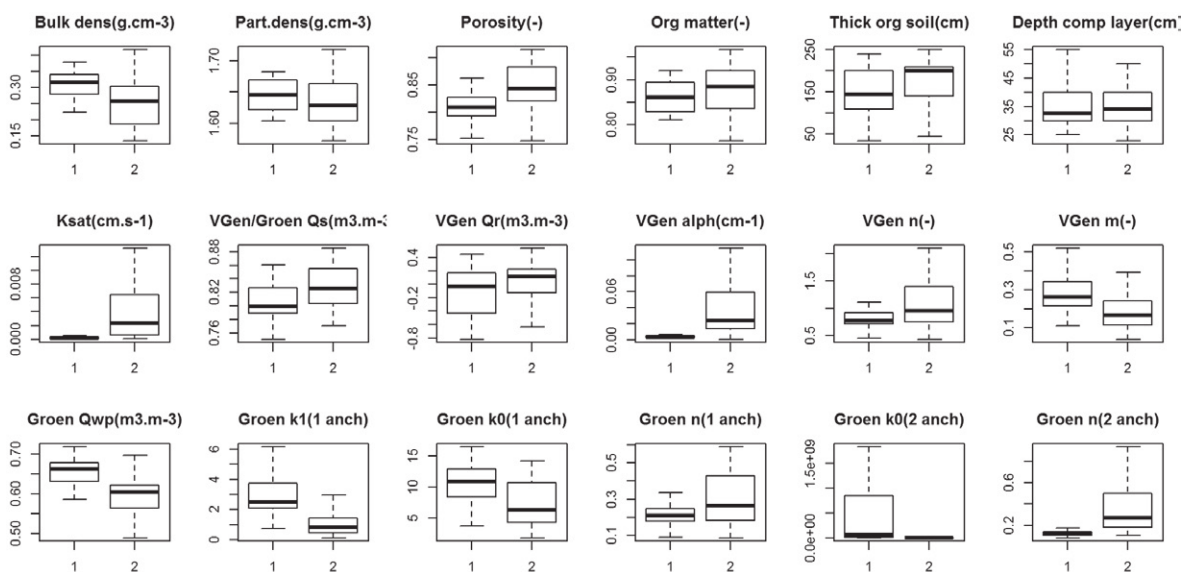 Bulk dens(g.cm-3) Part.dens(g.cm-3) Porosity(-) Org matter(-) Thick org soil(cm) Depth comp layer(cm)
0.15 0.30 1.60 1.70 0.75 0.85 0.80 0.90 50 150 250 25 35 45 55
1 2 1 2 1 2 1 2 1 2 1 2
Ksat(cm.s-1) VGen/Groen Qs(m3.m-3 VGen Qr(m3.m-3) VGen alph(cm-1) VGen n(-) VGen m(-)
0.000 0.008 0.76 0.82 0.88 -0.8 -0.2 0.4 0.00 0.06 0.5 1.5 0.1 0.3 0.5
1 2 1 2 1 2 1 2 1 2 1 2
Groen Qwp(m3.m-3) Groen k1(1 anch) Groen k0(1 anch) Groen n(1 anch) Groen k0(2 anch) Groen n(2 anch)
0.50 0.60 0.70 0 2 4 6 5 10 15 0.1 0.3 0.5 0.0e+00 1.5e+09 0.2 0.6
1 2 1 2 1 2 1 2 1 2 1 2